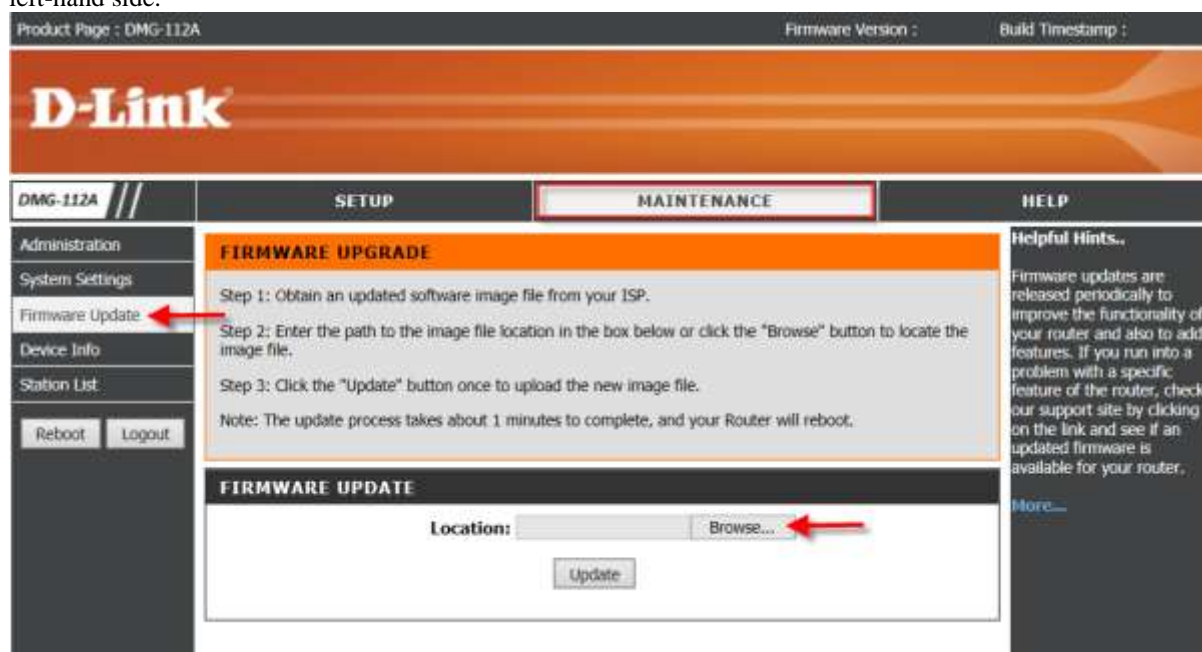 left-hand side.
Product Page : DMG-112A Firmware Version : Build Timestamp :
D-Link
DMG-112A SETUP MAINTENANCE HELP
Administration
System Settings
Firmware Update
Device Info
Station List
Reboot Logout
FIRMWARE UPGRADE
Step 1: Obtain an updated software image file from your ISP.
Step 2: Enter the path to the image file location in the box below or click the "Browse" button to locate the
image file.
Step 3: Click the "Update" button once to upload the new image file.
Note: The update process takes about 1 minutes to complete, and your Router will reboot.
FIRMWARE UPDATE
Location: Browse...
Update
Helpful Hints..
Firmware updates are
released periodically to
improve the functionality of
your router and also to add
features. If you run into a
problem with a specific
feature of the router, check
our support site by clicking
on the link and see if an
updated firmware is
available for your router.
More...